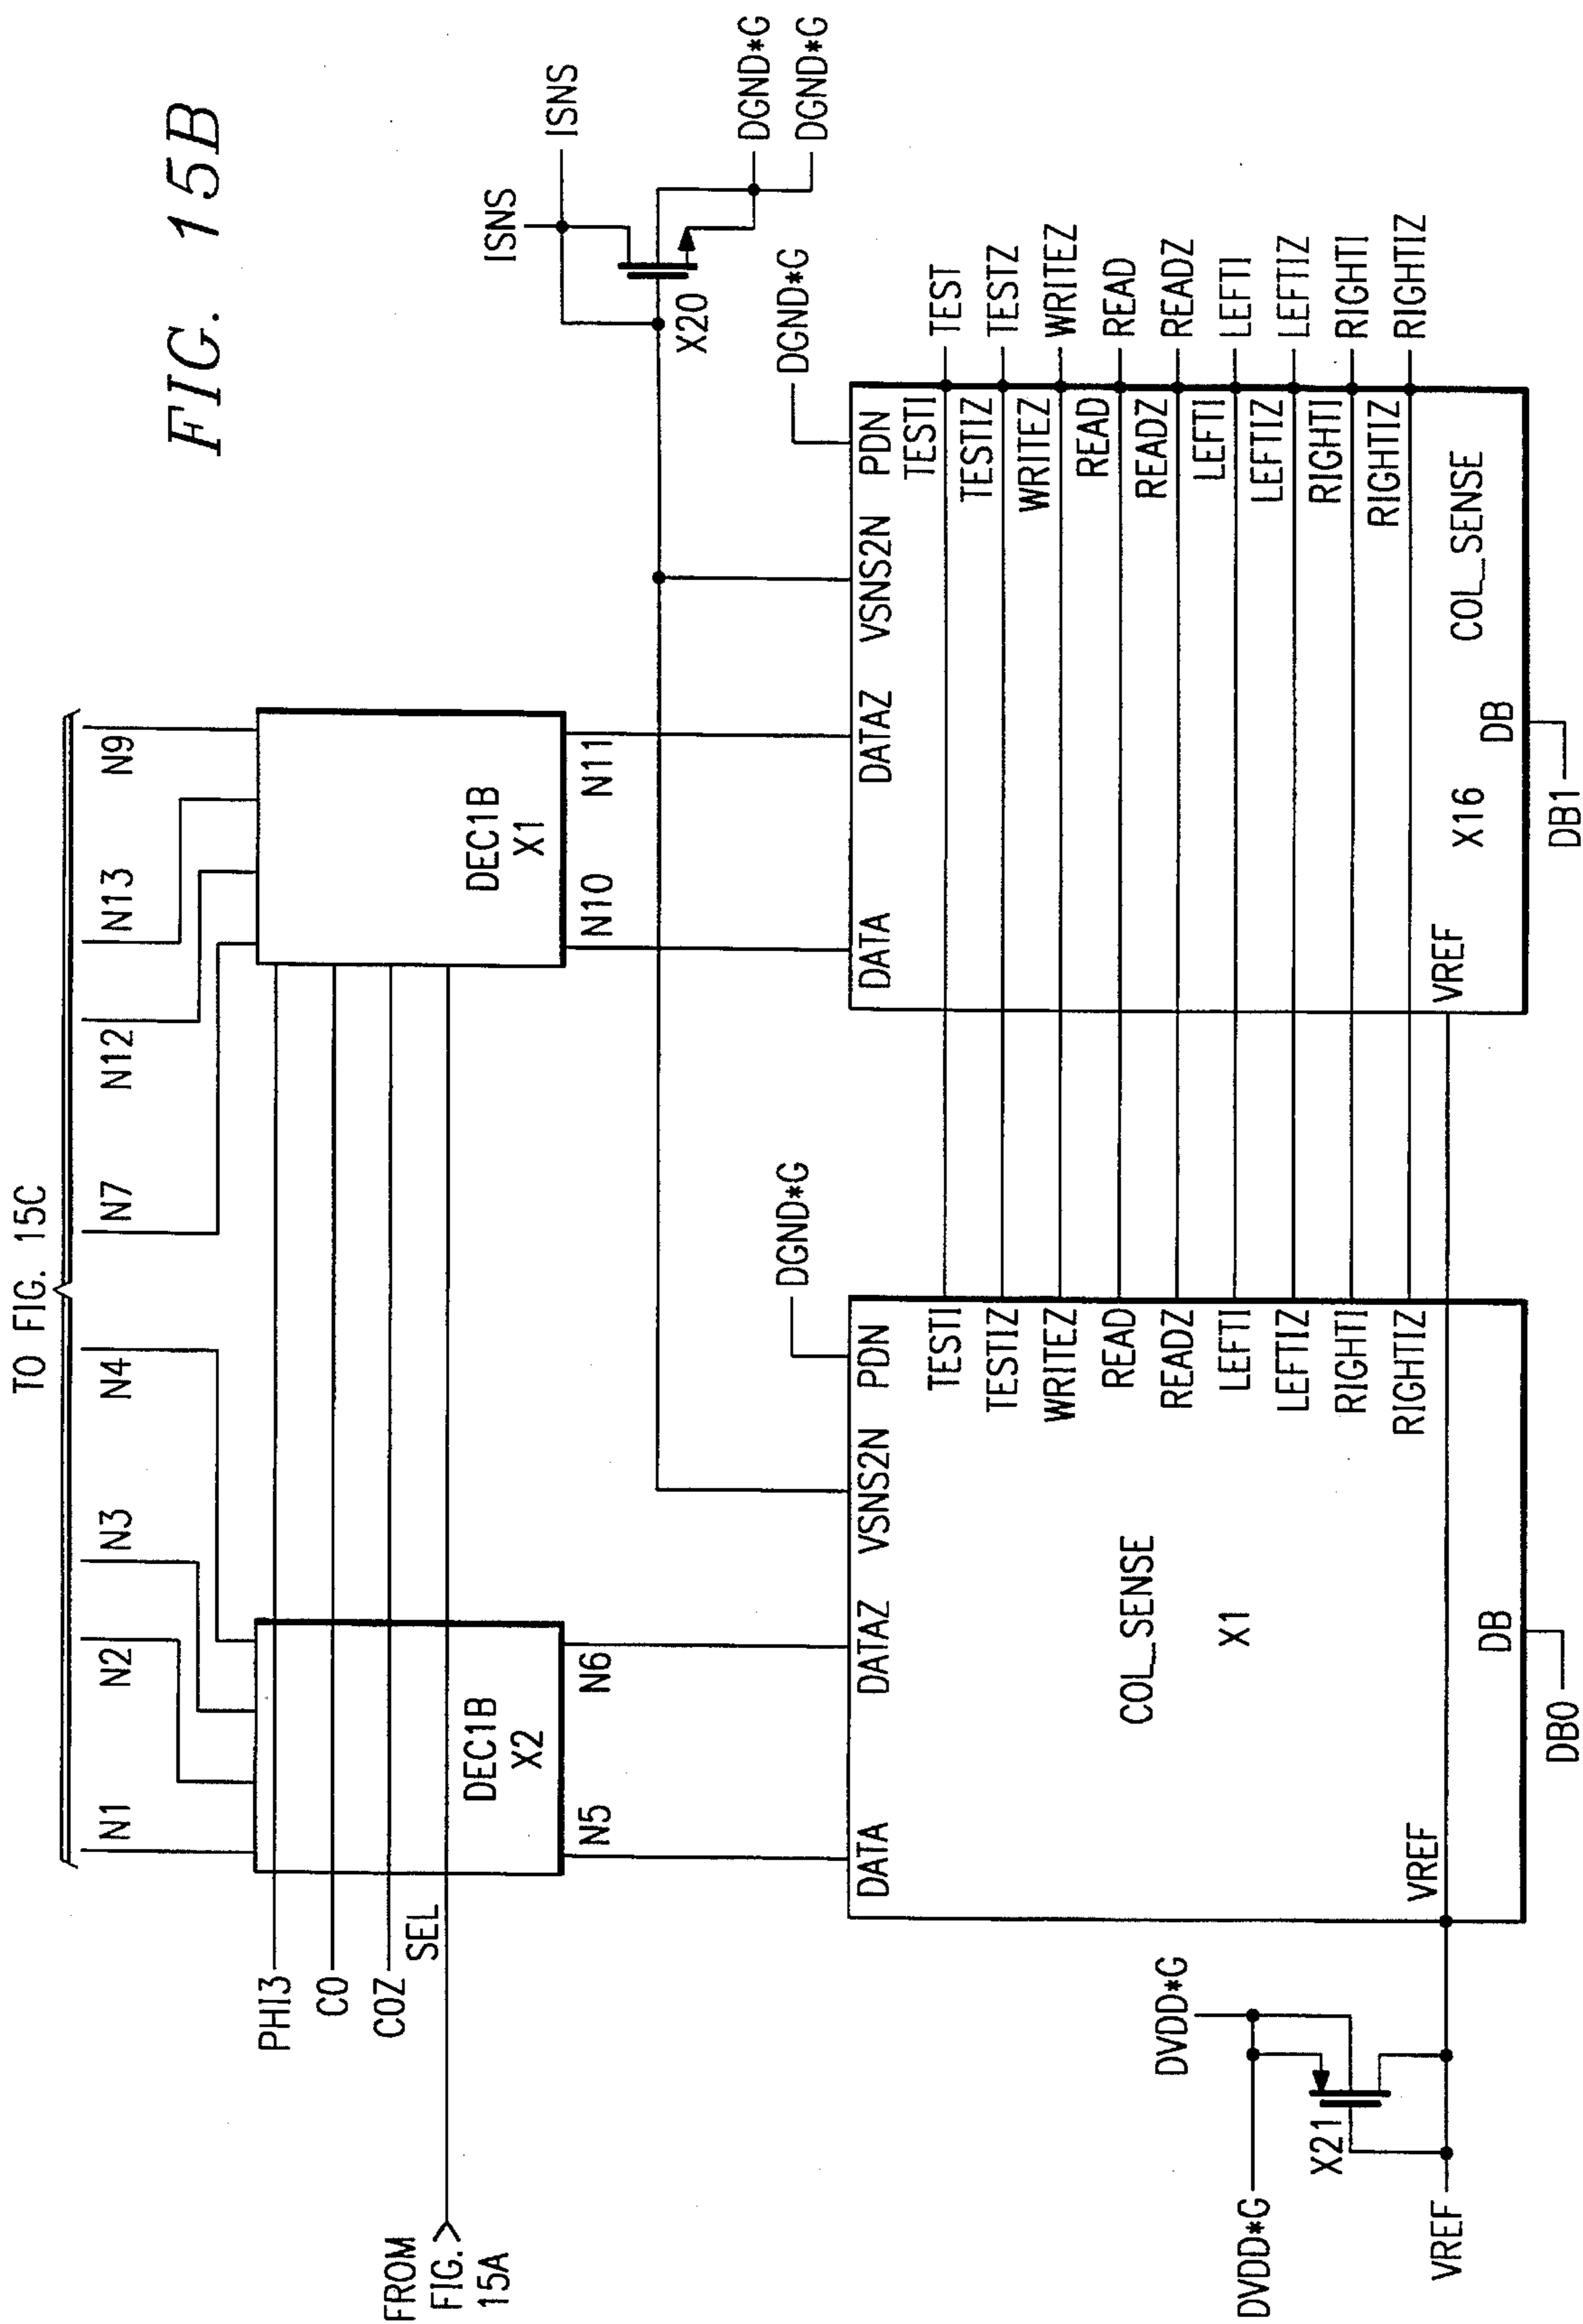 FIG. 15B
TO FIG. 15C
N1
N2
N3
N4
N7
N12
N13
N9
PHI3
C0
C0Z
SEL
FROM
FIG.
15A
DEC1B
X2
DEC1B
X1
N5
N6
N10
N11
ISNS
ISNS
X20
DGND*G
DGND*G
DGND*G
DGND*G
DATA
DATAZ
VSNS2N
PDN
TESTI
TESTIZ
WRITEZ
READ
READZ
LEFTI
LEFTIZ
RIGHTI
RIGHTIZ
COL_SENSE
X1
VREF
DB
DB0
DATA
DATAZ
VSNS2N
PDN
TESTI
TESTIZ
WRITEZ
READ
READZ
LEFTI
LEFTIZ
RIGHTI
RIGHTIZ
COL_SENSE
X16
VREF
DB
DB1
TEST
TESTZ
WRITEZ
READ
READZ
LEFTI
LEFTIZ
RIGHTI
RIGHTIZ
DVDD*G
DVDD*G
X21
VREF